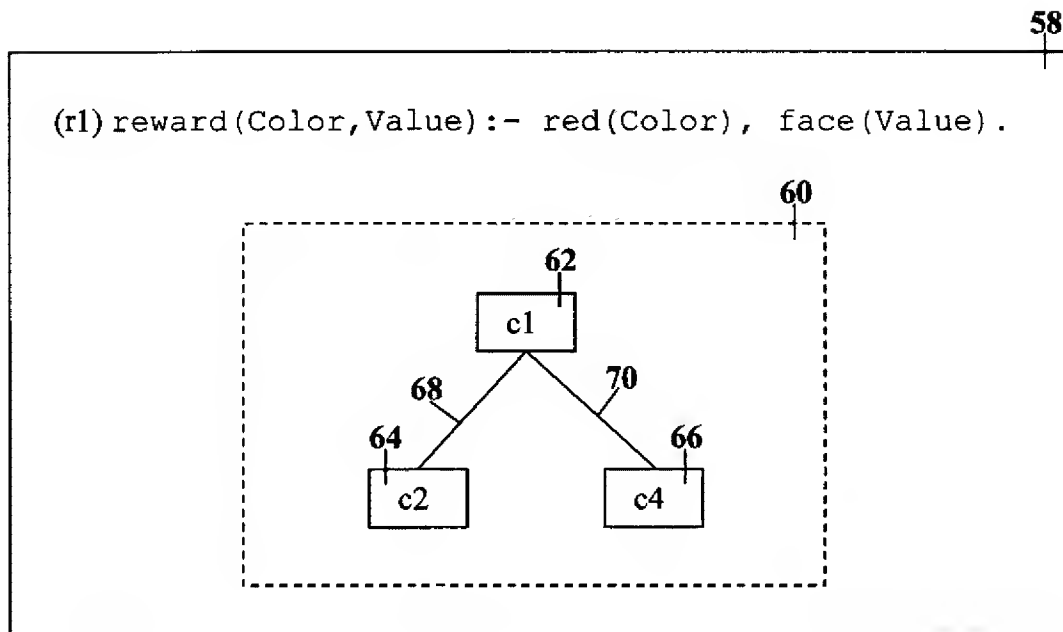 58
(r1) reward(Color,Value):- red(Color), face(Value).
60
62
c1
68 70
64 66
c2 c4